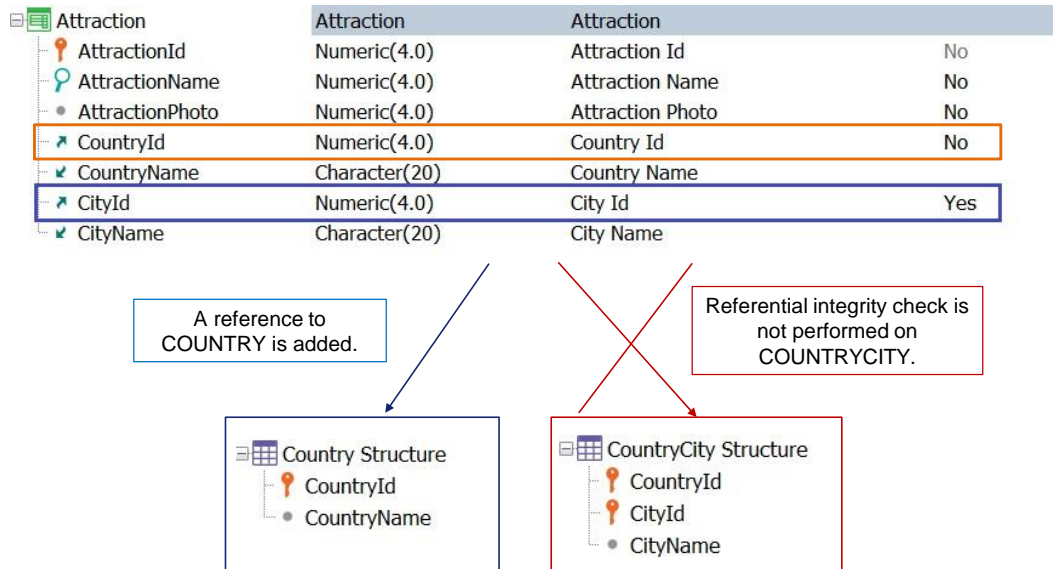 Attraction Attraction Attraction
AttractionId Numeric(4.0) Attraction Id No
AttractionName Numeric(4.0) Attraction Name No
AttractionPhoto Numeric(4.0) Attraction Photo No
CountryId Numeric(4.0) Country Id No
CountryName Character(20) Country Name
CityId Numeric(4.0) City Id Yes
CityName Character(20) City Name
A reference to
COUNTRY is added.
Referential integrity check is
not performed on
COUNTRYCITY.
Country Structure
CountryId
CountryName
CountryCity Structure
CountryId
CityId
CityName